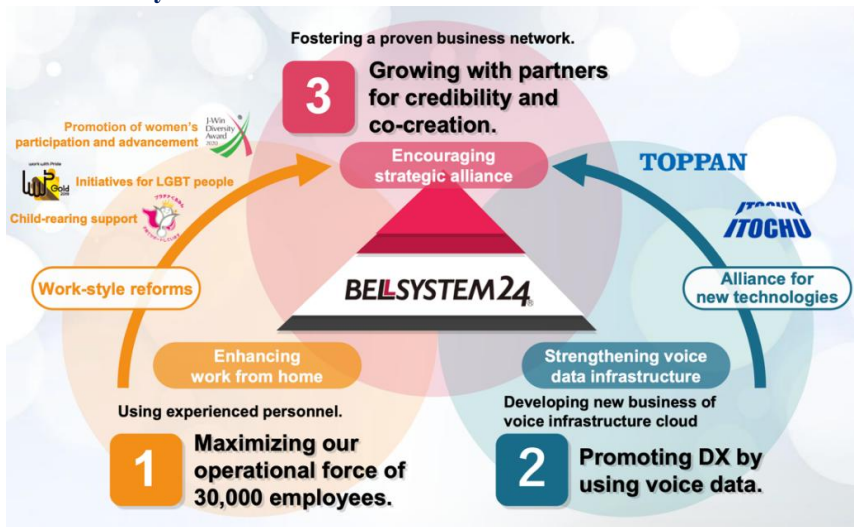 Fostering a proven business network.
3
Growing with partners
for credibility and
co-creation.
Encouraging
strategic alliance
Promotion of women's
participation and advancement
J-Win
Diversity
Award
2020
work with Pride
Gold
Initiatives for LGBT people
Child-rearing support
Work-style reforms
TOPPAN
ITOCHU
ITOCHU
Alliance for
new technologies
BELLSYSTEM24
Enhancing
work from home
Strengthening voice
data infrastructure
Using experienced personnel.
1
Maximizing our
operational force of
30,000 employees.
Developing new business of
voice infrastructure cloud
2
Promoting DX by
using voice data.